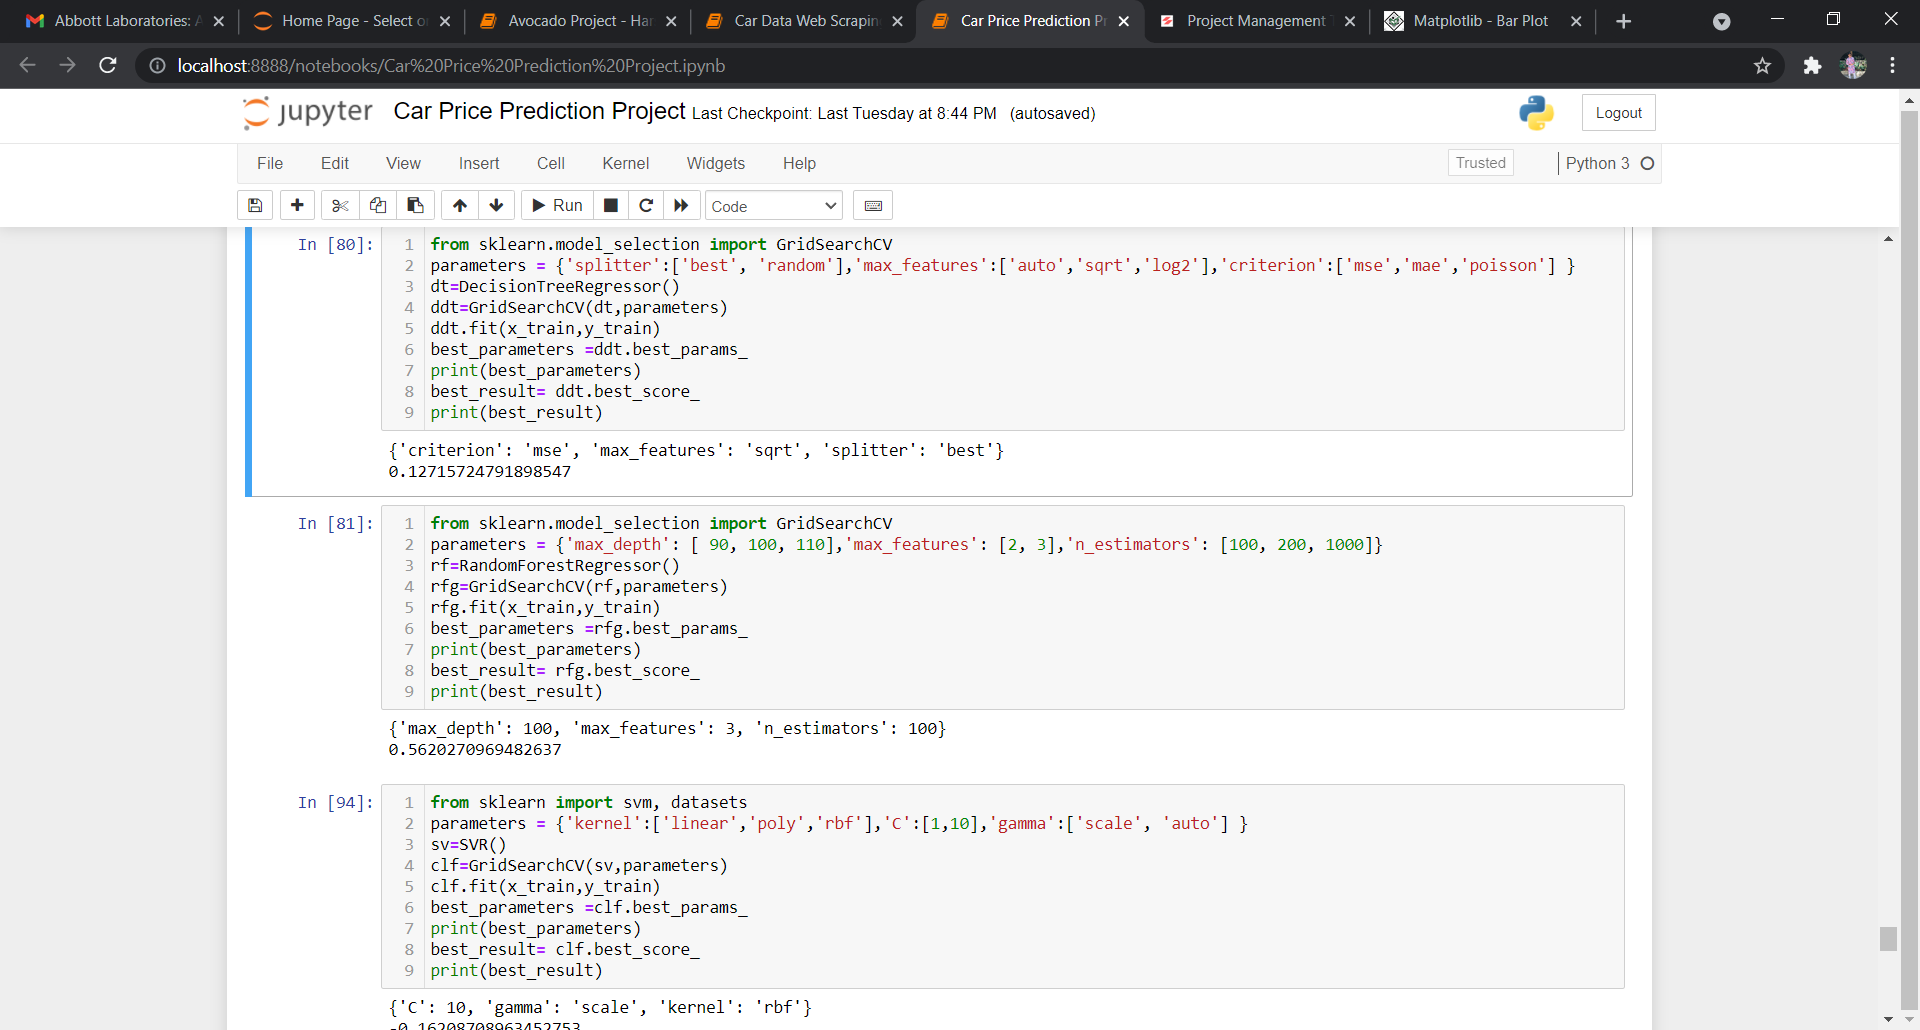 Abbott Laboratories: A
Home Page - Select o
Avocado Project - Har
Car Data Web Scrapin
Car Price Prediction P
Project Management T
Matplotlib - Bar Plot
localhost:8888/notebooks/Car%20Price%20Prediction%20Project.ipynb
jupyter Car Price Prediction Project Last Checkpoint: Last Tuesday at 8:44 PM (autosaved)
Logout
File Edit View Insert Cell Kernel Widgets Help
Trusted
Python 3
Run
Code
In [80]:
1 from sklearn.model_selection import GridSearchCV
2 parameters = {'splitter':['best', 'random'],'max_features':['auto','sqrt','log2'],'criterion':['mse','mae','poisson'] }
3 dt=DecisionTreeRegressor()
4 ddt=GridSearchCV(dt,parameters)
5 ddt.fit(x_train,y_train)
6 best_parameters =ddt.best_params_
7 print(best_parameters)
8 best_result= ddt.best_score_
9 print(best_result)
{'criterion': 'mse', 'max_features': 'sqrt', 'splitter': 'best'}
0.12715724791898547
In [81]:
1 from sklearn.model_selection import GridSearchCV
2 parameters = {'max_depth': [ 90, 100, 110],'max_features': [2, 3],'n_estimators': [100, 200, 1000]}
3 rf=RandomForestRegressor()
4 rfg=GridSearchCV(rf,parameters)
5 rfg.fit(x_train,y_train)
6 best_parameters =rfg.best_params_
7 print(best_parameters)
8 best_result= rfg.best_score_
9 print(best_result)
{'max_depth': 100, 'max_features': 3, 'n_estimators': 100}
0.5620270969482637
In [94]:
1 from sklearn import svm, datasets
2 parameters = {'kernel':['linear','poly','rbf'],'C':[1,10],'gamma':['scale', 'auto'] }
3 sv=SVR()
4 clf=GridSearchCV(sv,parameters)
5 clf.fit(x_train,y_train)
6 best_parameters =clf.best_params_
7 print(best_parameters)
8 best_result= clf.best_score_
9 print(best_result)
{'C': 10, 'gamma': 'scale', 'kernel': 'rbf'}
-0.16208708963452753